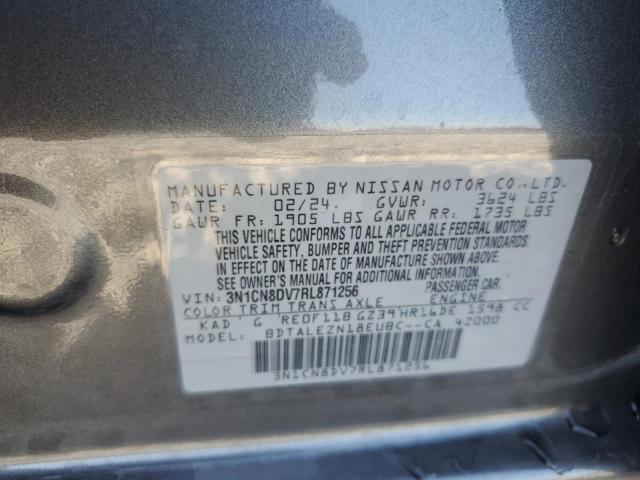 MANUFACTURED BY NISSAN MOTOR CO.,LTD.
DATE: 02/24. GVWR: 3624 LBS
GAWR FR: 1905 LBS GAWR RR: 1735 LBS
THIS VEHICLE CONFORMS TO ALL APPLICABLE FEDERAL MOTOR
VEHICLE SAFETY, BUMPER AND THEFT PREVENTION STANDARDS
IN EFFECT ON THE DATE OF MANUFACTURE SHOWN ABOVE.
SEE OWNER'S MANUAL FOR ADDITIONAL INFORMATION
VIN: 3N1CN8DV7RL871256 PASSENGER CAR.
COLOR TRIM TRANS AXLE ENGINE
KAD G RE0F11B GZ39 HR16DE 1598 CC
MODEL: BDTALEZN18EUBC--CA 4Z000
3N1CN8DV7RL871256